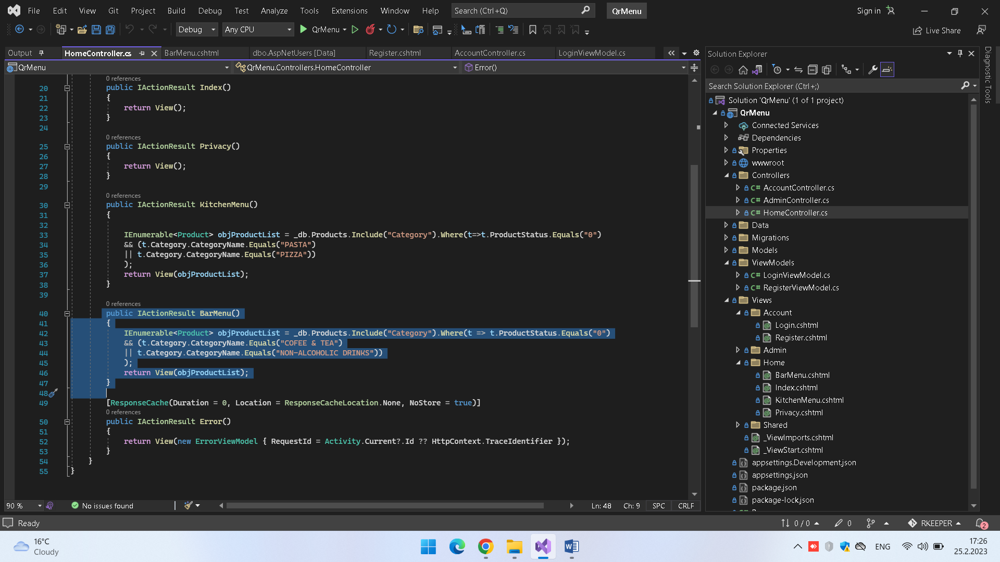 File Edit View Git Project Build Debug Test Analyze Tools Extensions Window Help Search (Ctrl+Q) QrMenu Sign in
Debug Any CPU QrMenu Live Share
Output HomeController.cs BarMenu.cshtml dbo.AspNetUsers [Data] Register.cshtml AccountController.cs LoginViewModel.cs
QrMenu QrMenu.Controllers.HomeController Error()
0 references
20 public IActionResult Index()
21 {
22 return View();
23 }
24
0 references
25 public IActionResult Privacy()
26 {
27 return View();
28 }
29
0 references
30 public IActionResult KitchenMenu()
31 {
32
33 IEnumerable<Product> objProductList = _db.Products.Include("Category").Where(t=>t.ProductStatus.Equals("0")
34 && (t.Category.CategoryName.Equals("PASTA")
35 || t.Category.CategoryName.Equals("PIZZA"))
36 );
37 return View(objProductList);
38 }
39
0 references
40 public IActionResult BarMenu()
41 {
42 IEnumerable<Product> objProductList = _db.Products.Include("Category").Where(t => t.ProductStatus.Equals("0")
43 && (t.Category.CategoryName.Equals("COFEE & TEA")
44 || t.Category.CategoryName.Equals("NON-ALCOHOLIC DRINKS"))
45 );
46 return View(objProductList);
47 }
48
49 [ResponseCache(Duration = 0, Location = ResponseCacheLocation.None, NoStore = true)]
0 references
50 public IActionResult Error()
51 {
52 return View(new ErrorViewModel { RequestId = Activity.Current?.Id ?? HttpContext.TraceIdentifier });
53 }
54 }
55 }
90 % No issues found Ln: 48 Ch: 9 SPC CRLF
Solution Explorer
Search Solution Explorer (Ctrl+;)
Solution 'QrMenu' (1 of 1 project)
QrMenu
Connected Services
Dependencies
Properties
wwwroot
Controllers
C# AccountController.cs
C# AdminController.cs
C# HomeController.cs
Data
Migrations
Models
ViewModels
C# LoginViewModel.cs
C# RegisterViewModel.cs
Views
Account
Login.cshtml
Register.cshtml
Admin
Home
BarMenu.cshtml
Index.cshtml
KitchenMenu.cshtml
Privacy.cshtml
Shared
_ViewImports.cshtml
_ViewStart.cshtml
appsettings.Development.json
appsettings.json
package.json
package-lock.json
Diagnostic Tools
Ready 0 / 0 0 RKEEPER 2
16°C
Cloudy
ENG
17:26
25.2.2023